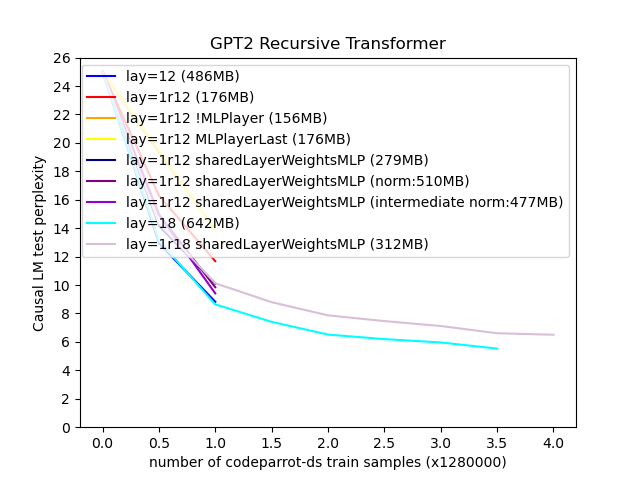 GPT2 Recursive Transformer
26
24
22
20
18
16
14
12
10
8
6
4
2
0
Causal LM test perplexity
lay=12 (486MB)
lay=1r12 (176MB)
lay=1r12 !MLPlayer (156MB)
lay=1r12 MLPlayerLast (176MB)
lay=1r12 sharedLayerWeightsMLP (279MB)
lay=1r12 sharedLayerWeightsMLP (norm:510MB)
lay=1r12 sharedLayerWeightsMLP (intermediate norm:477MB)
lay=18 (642MB)
lay=1r18 sharedLayerWeightsMLP (312MB)
0.0 0.5 1.0 1.5 2.0 2.5 3.0 3.5 4.0
number of codeparrot-ds train samples (x1280000)